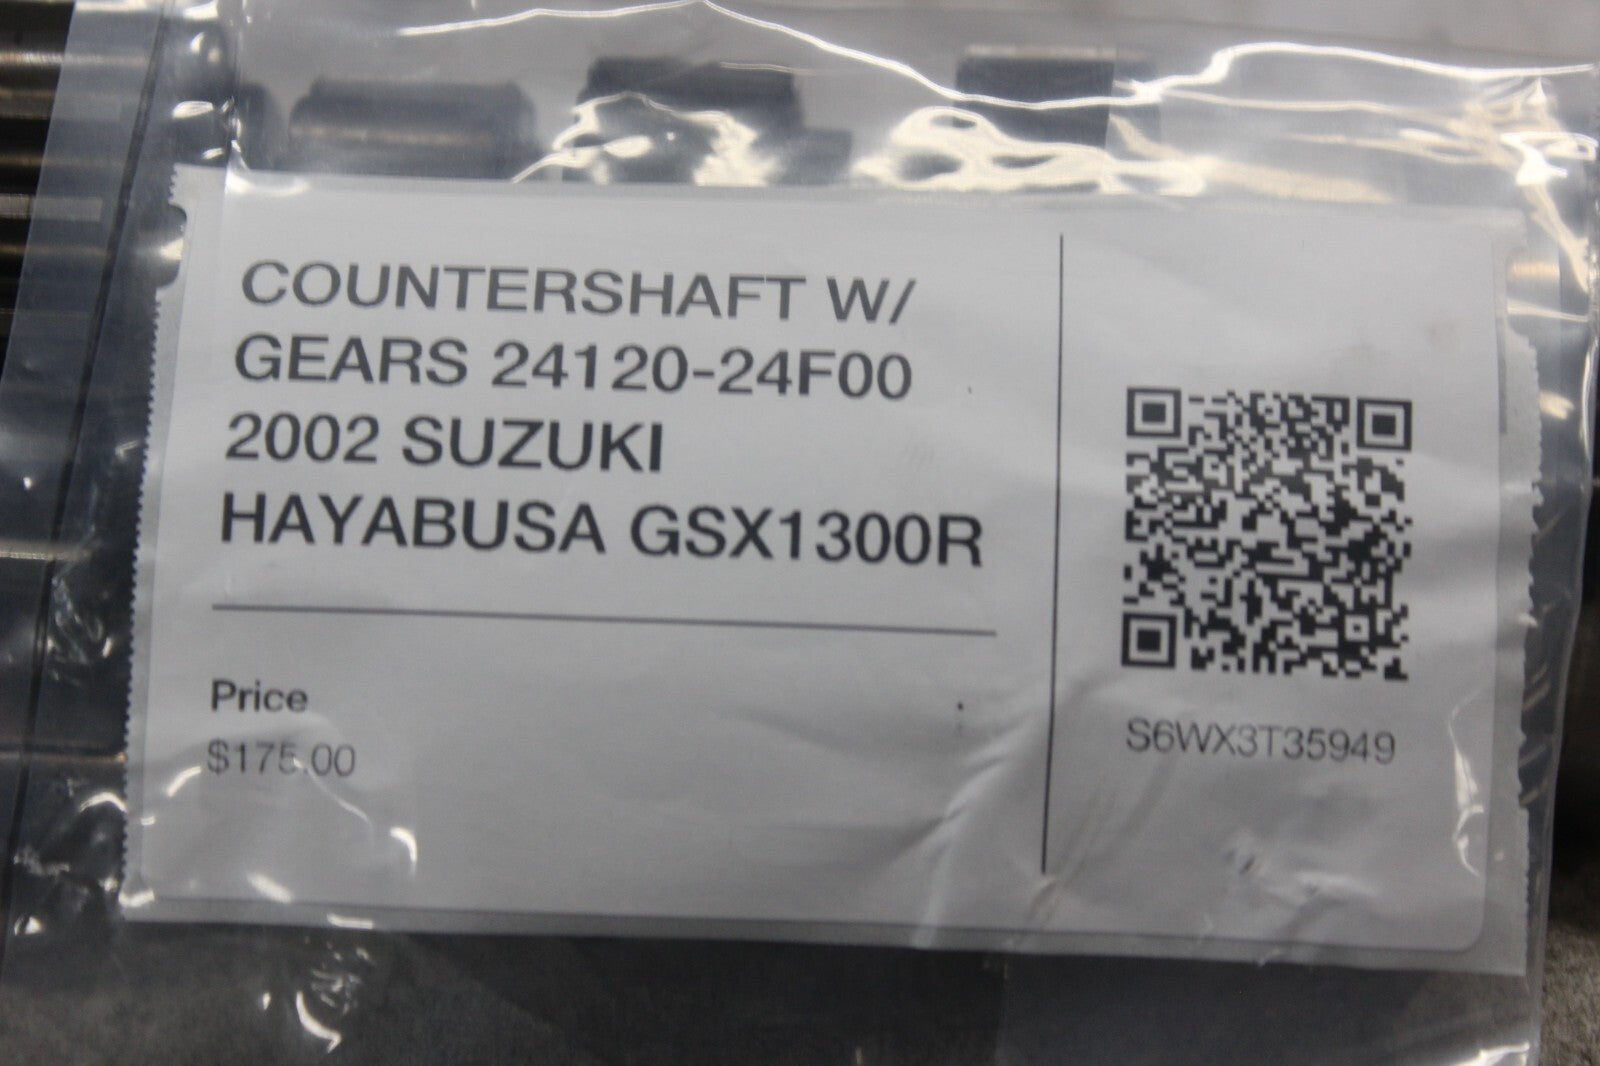 COUNTERSHAFT W/
GEARS 24120-24F00
2002 SUZUKI
HAYABUSA GSX1300R
Price
$175.00
S6WX3T35949